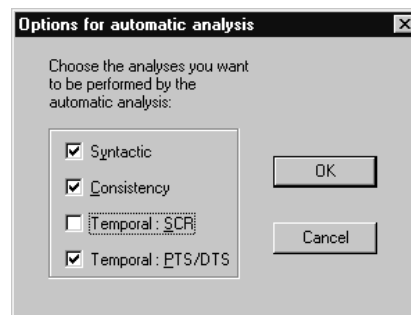 Options for automatic analysis
Choose the analyses you want
to be performed by the
automatic analysis:
Syntactic
Consistency
Temporal : SCR
Temporal : PTS/DTS
OK
Cancel